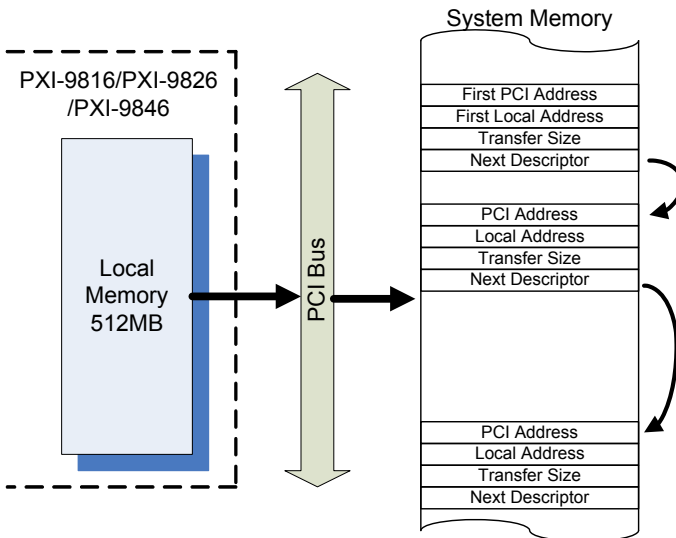 System Memory
PXI-9816/PXI-9826
/PXI-9846
Local
Memory
512MB
PCI Bus
First PCI Address
First Local Address
Transfer Size
Next Descriptor
PCI Address
Local Address
Transfer Size
Next Descriptor
PCI Address
Local Address
Transfer Size
Next Descriptor